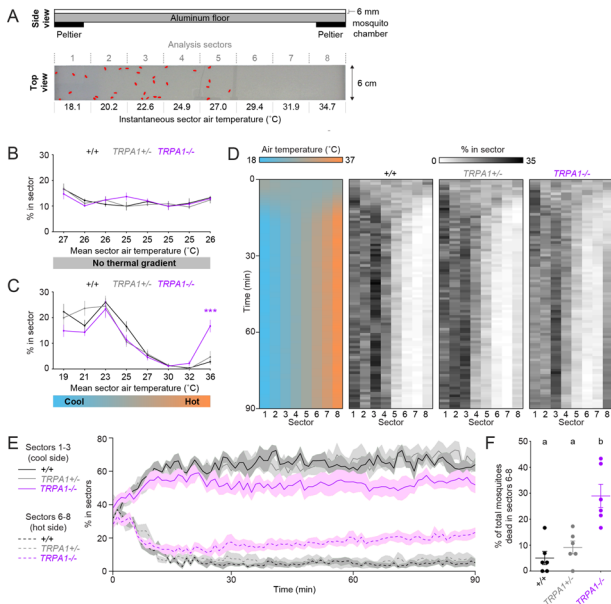 A
Side view
Aluminum floor
6 mm
Peltier
Peltier
mosquito chamber
Analysis sectors
1 2 3 4 5 6 7 8
Top view
6 cm
18.1 20.2 22.6 24.9 27.0 29.4 31.9 34.7
Instantaneous sector air temperature (˚C)
B
+/+ TRPA1+/- TRPA1-/-
% in sector
30
20
10
0
27 26 26 25 25 25 25 26
Mean sector air temperature (˚C)
No thermal gradient
C
+/+ TRPA1+/- TRPA1-/-
% in sector
30
20
10
0
***
19 21 23 25 27 30 32 36
Mean sector air temperature (˚C)
Cool Hot
D
Air temperature (˚C)
18 37
% in sector
0 35
+/+ TRPA1+/- TRPA1-/-
Time (min)
0
30
60
90
1 2 3 4 5 6 7 8 1 2 3 4 5 6 7 8 1 2 3 4 5 6 7 8 1 2 3 4 5 6 7 8
Sector Sector Sector
E
Sectors 1-3
(cool side)
+/+
TRPA1+/-
TRPA1-/-
Sectors 6-8
(hot side)
+/+
TRPA1+/-
TRPA1-/-
% in sectors
80
60
40
20
0
0 30 60 90
Time (min)
F
% of total mosquitoes
dead in sectors 6-8
a a b
50
40
30
20
10
0
+/+
TRPA1+/-
TRPA1-/-